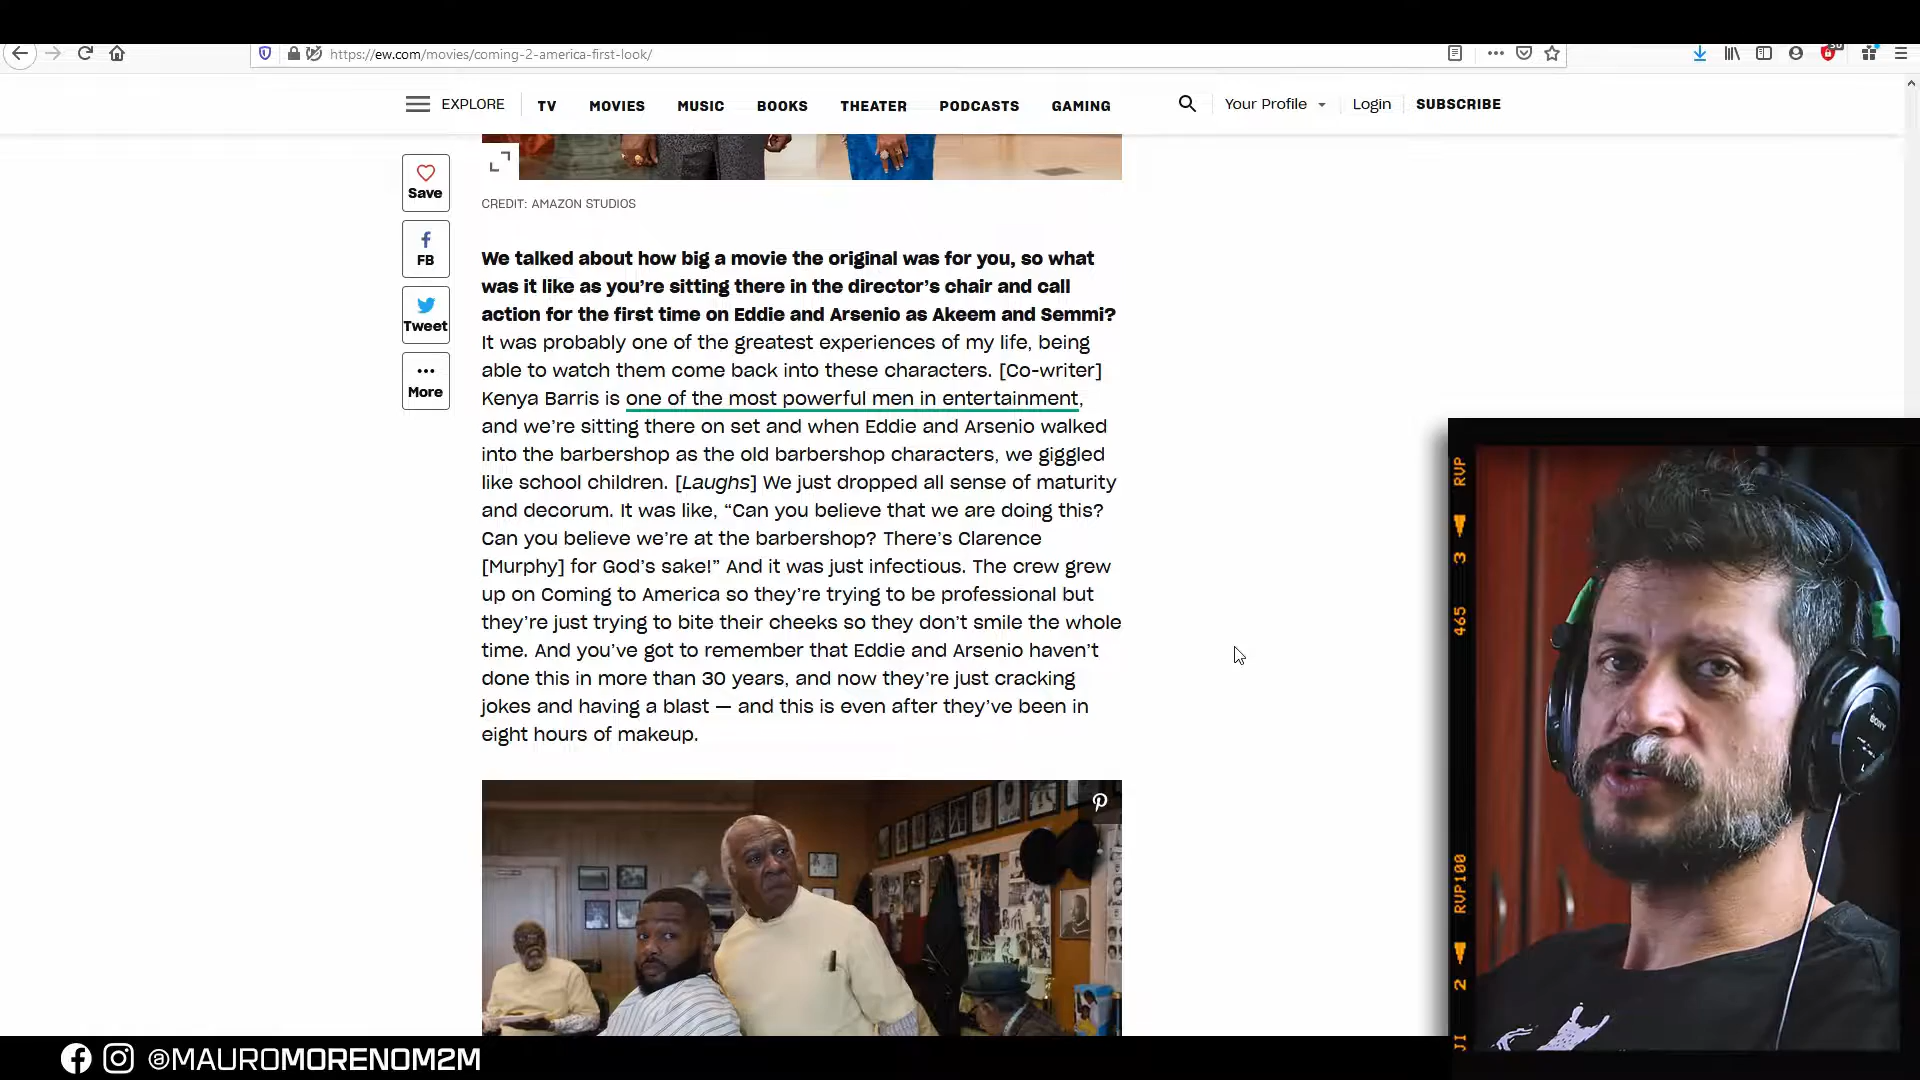 https://ew.com/movies/coming-2-america-first-look/
EXPLORE
TV
MOVIES
MUSIC
BOOKS
THEATER
PODCASTS
GAMING
Your Profile
Login
SUBSCRIBE
Save
FB
Tweet
More
CREDIT: AMAZON STUDIOS
We talked about how big a movie the original was for you, so what
was it like as you’re sitting there in the director’s chair and call
action for the first time on Eddie and Arsenio as Akeem and Semmi?
It was probably one of the greatest experiences of my life, being
able to watch them come back into these characters. [Co-writer]
Kenya Barris is one of the most powerful men in entertainment,
and we’re sitting there on set and when Eddie and Arsenio walked
into the barbershop as the old barbershop characters, we giggled
like school children. [Laughs] We just dropped all sense of maturity
and decorum. It was like, “Can you believe that we are doing this?
Can you believe we’re at the barbershop? There’s Clarence
[Murphy] for God’s sake!” And it was just infectious. The crew grew
up on Coming to America so they’re trying to be professional but
they’re just trying to bite their cheeks so they don’t smile the whole
time. And you’ve got to remember that Eddie and Arsenio haven’t
done this in more than 30 years, and now they’re just cracking
jokes and having a blast — and this is even after they’ve been in
eight hours of makeup.
RVP
3
465
RVP100
2
JI
SONY
@MAUROMORENOM2M